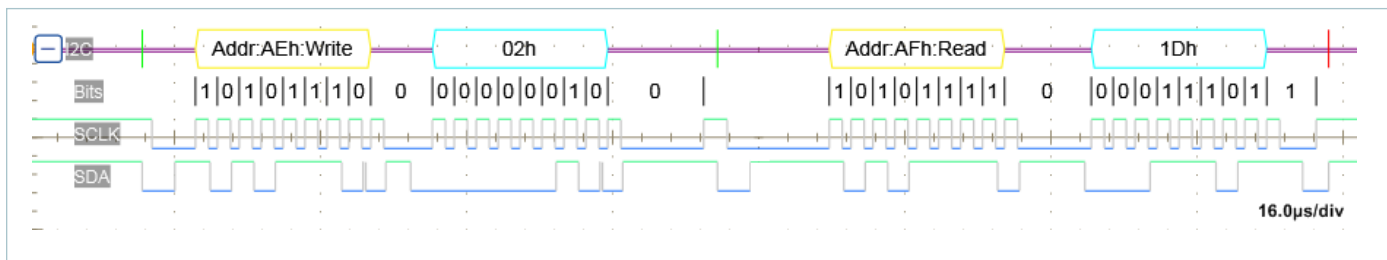 I2C Addr:AEh:Write 02h Addr:AFh:Read 1Dh
Bits 1 0 1 0 1 1 1 0 0 0 0 0 0 0 0 1 0 0 1 0 1 0 1 1 1 1 0 0 0 0 1 1 1 0 1 1
SCLK
SDA
16.0µs/div